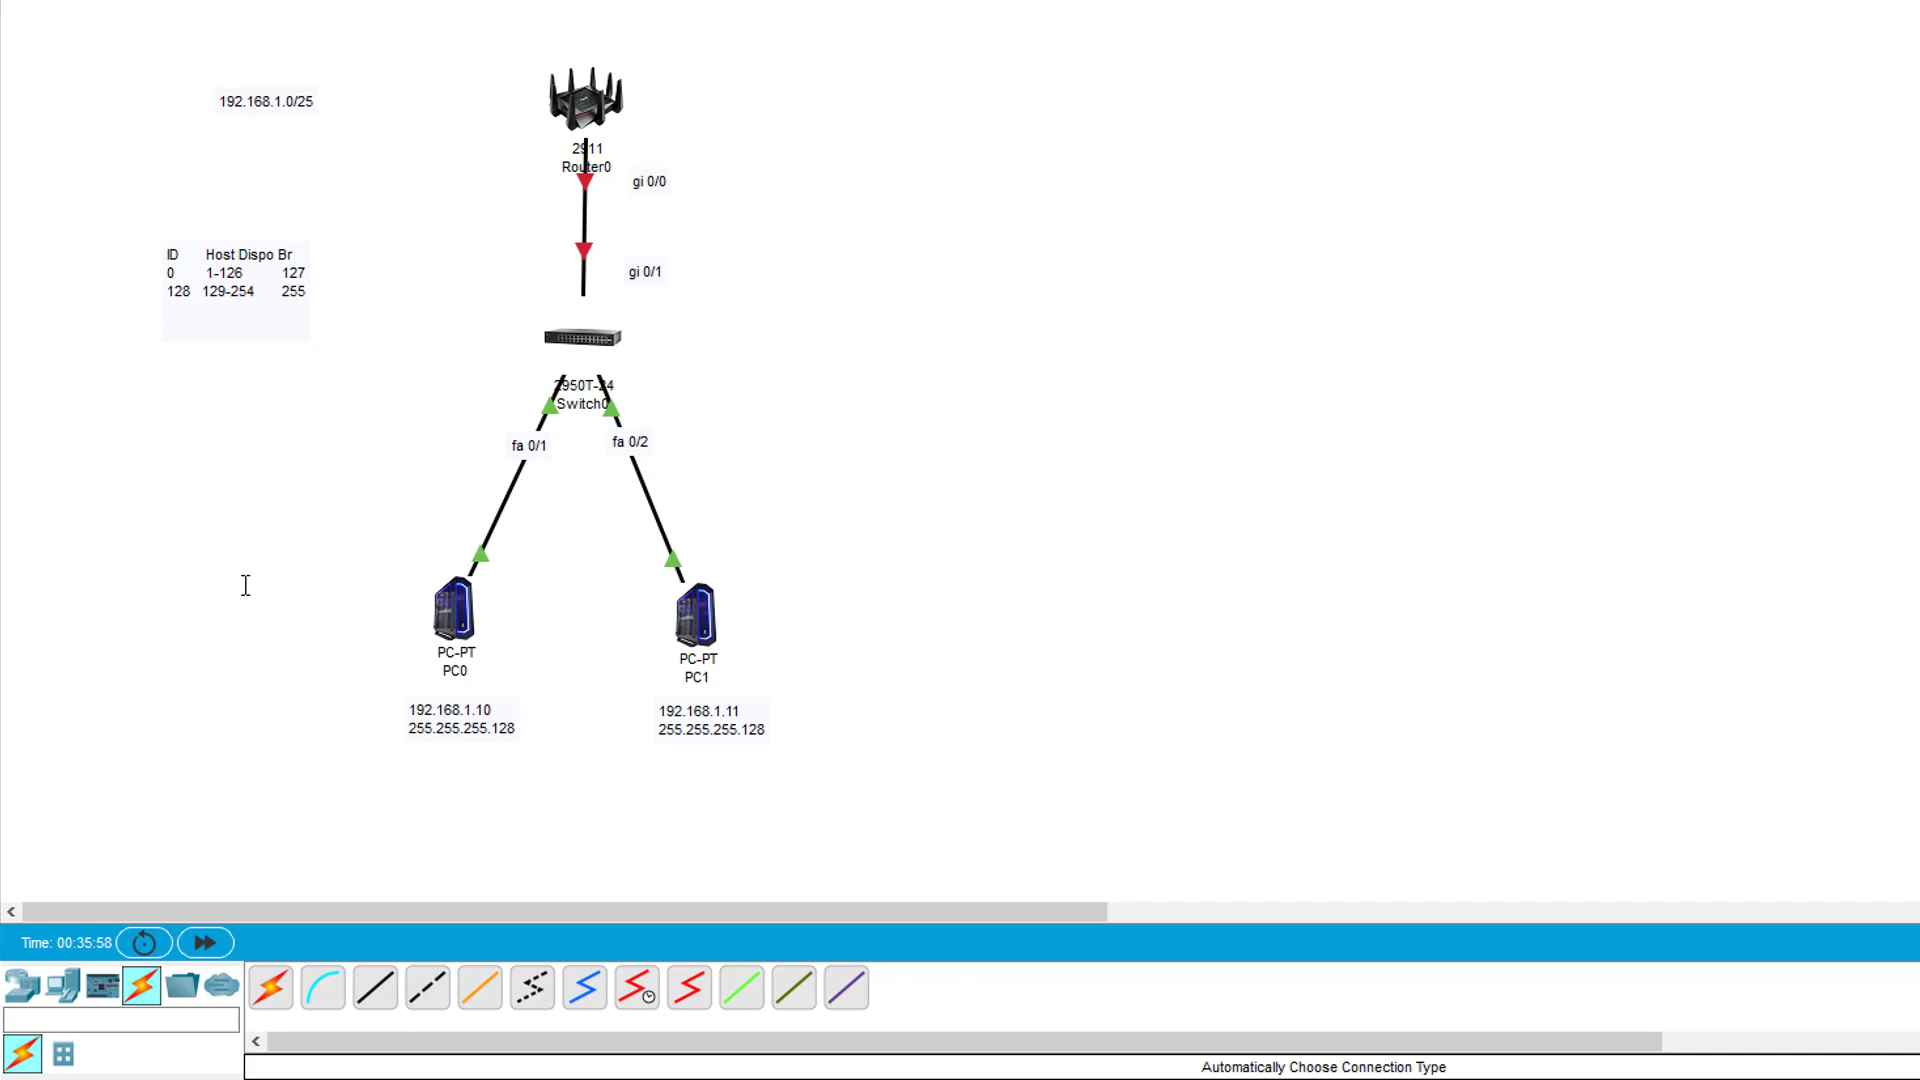 192.168.1.0/25
2911
Router0
gi 0/0
ID Host Dispo Br
0 1-126 127
128 129-254 255
gi 0/1
2950T-24
Switch0
fa 0/1
fa 0/2
PC-PT
PC0
PC-PT
PC1
192.168.1.10
255.255.255.128
192.168.1.11
255.255.255.128
Time: 00:35:58
Automatically Choose Connection Type